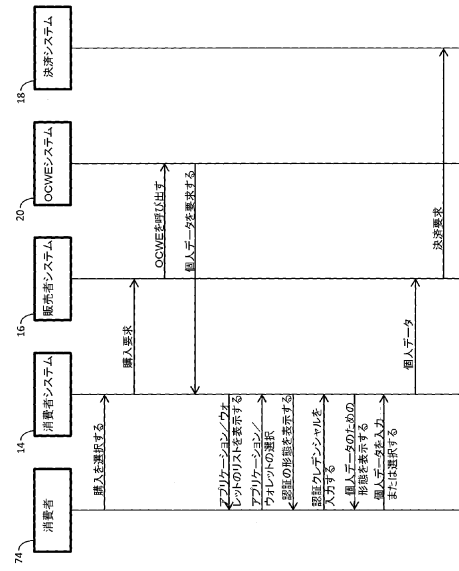 74
消費者
14
消費者システム
16
販売者システム
20
OCWEシステム
18
決済システム
購入を選択する
購入要求
OCWEを呼び出す
個人データを要求する
アプリケーション/ウォ
レットのリストを表示する
アプリケーション/
ウォレットの選択
認証の形態を表示する
認証クレデンシャルを
入力する
個人データのための
形態を表示する
個人データを入力
または選択する
個人データ
決済要求